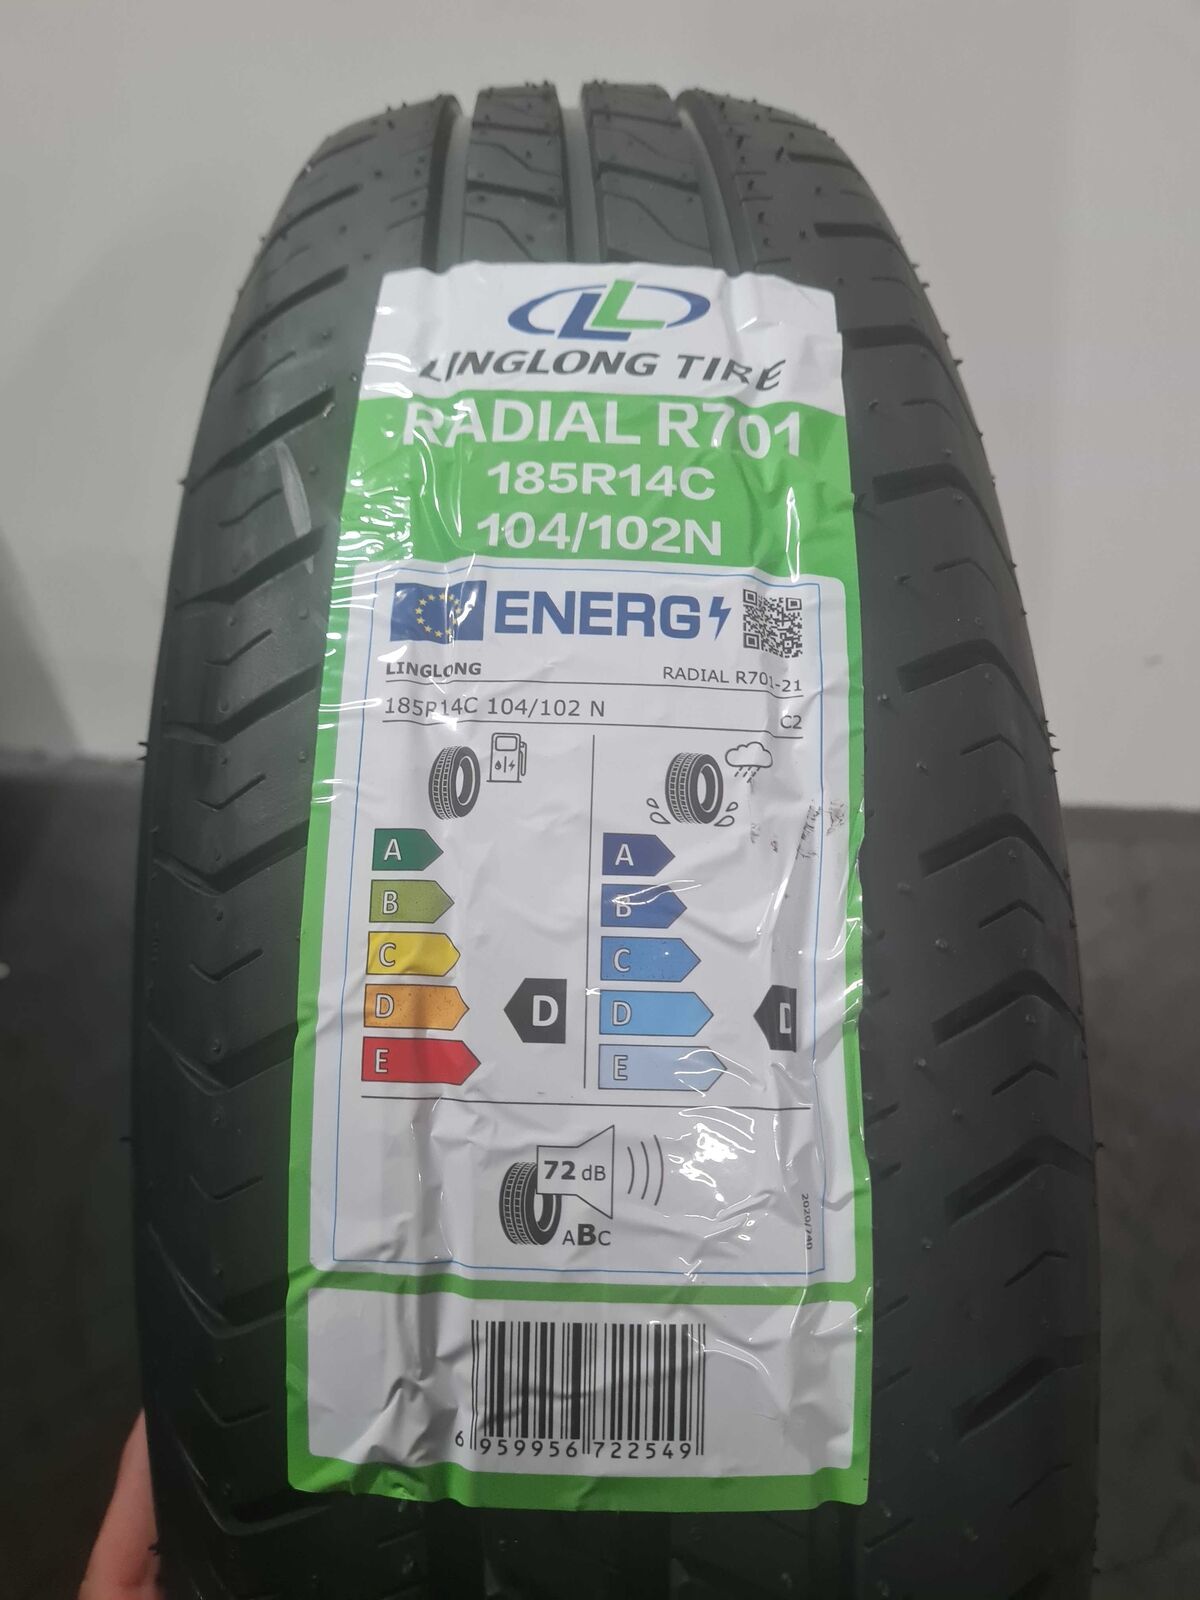 LL
LINGLONG TIRE
RADIAL R701
185R14C
104/102N
ENERG
LINGLONG RADIAL R701-21
185R14C 104/102 N C2
A A
B B
C C
D D D D
E E
72 dB
ABC
2020/740
6 959956 722549